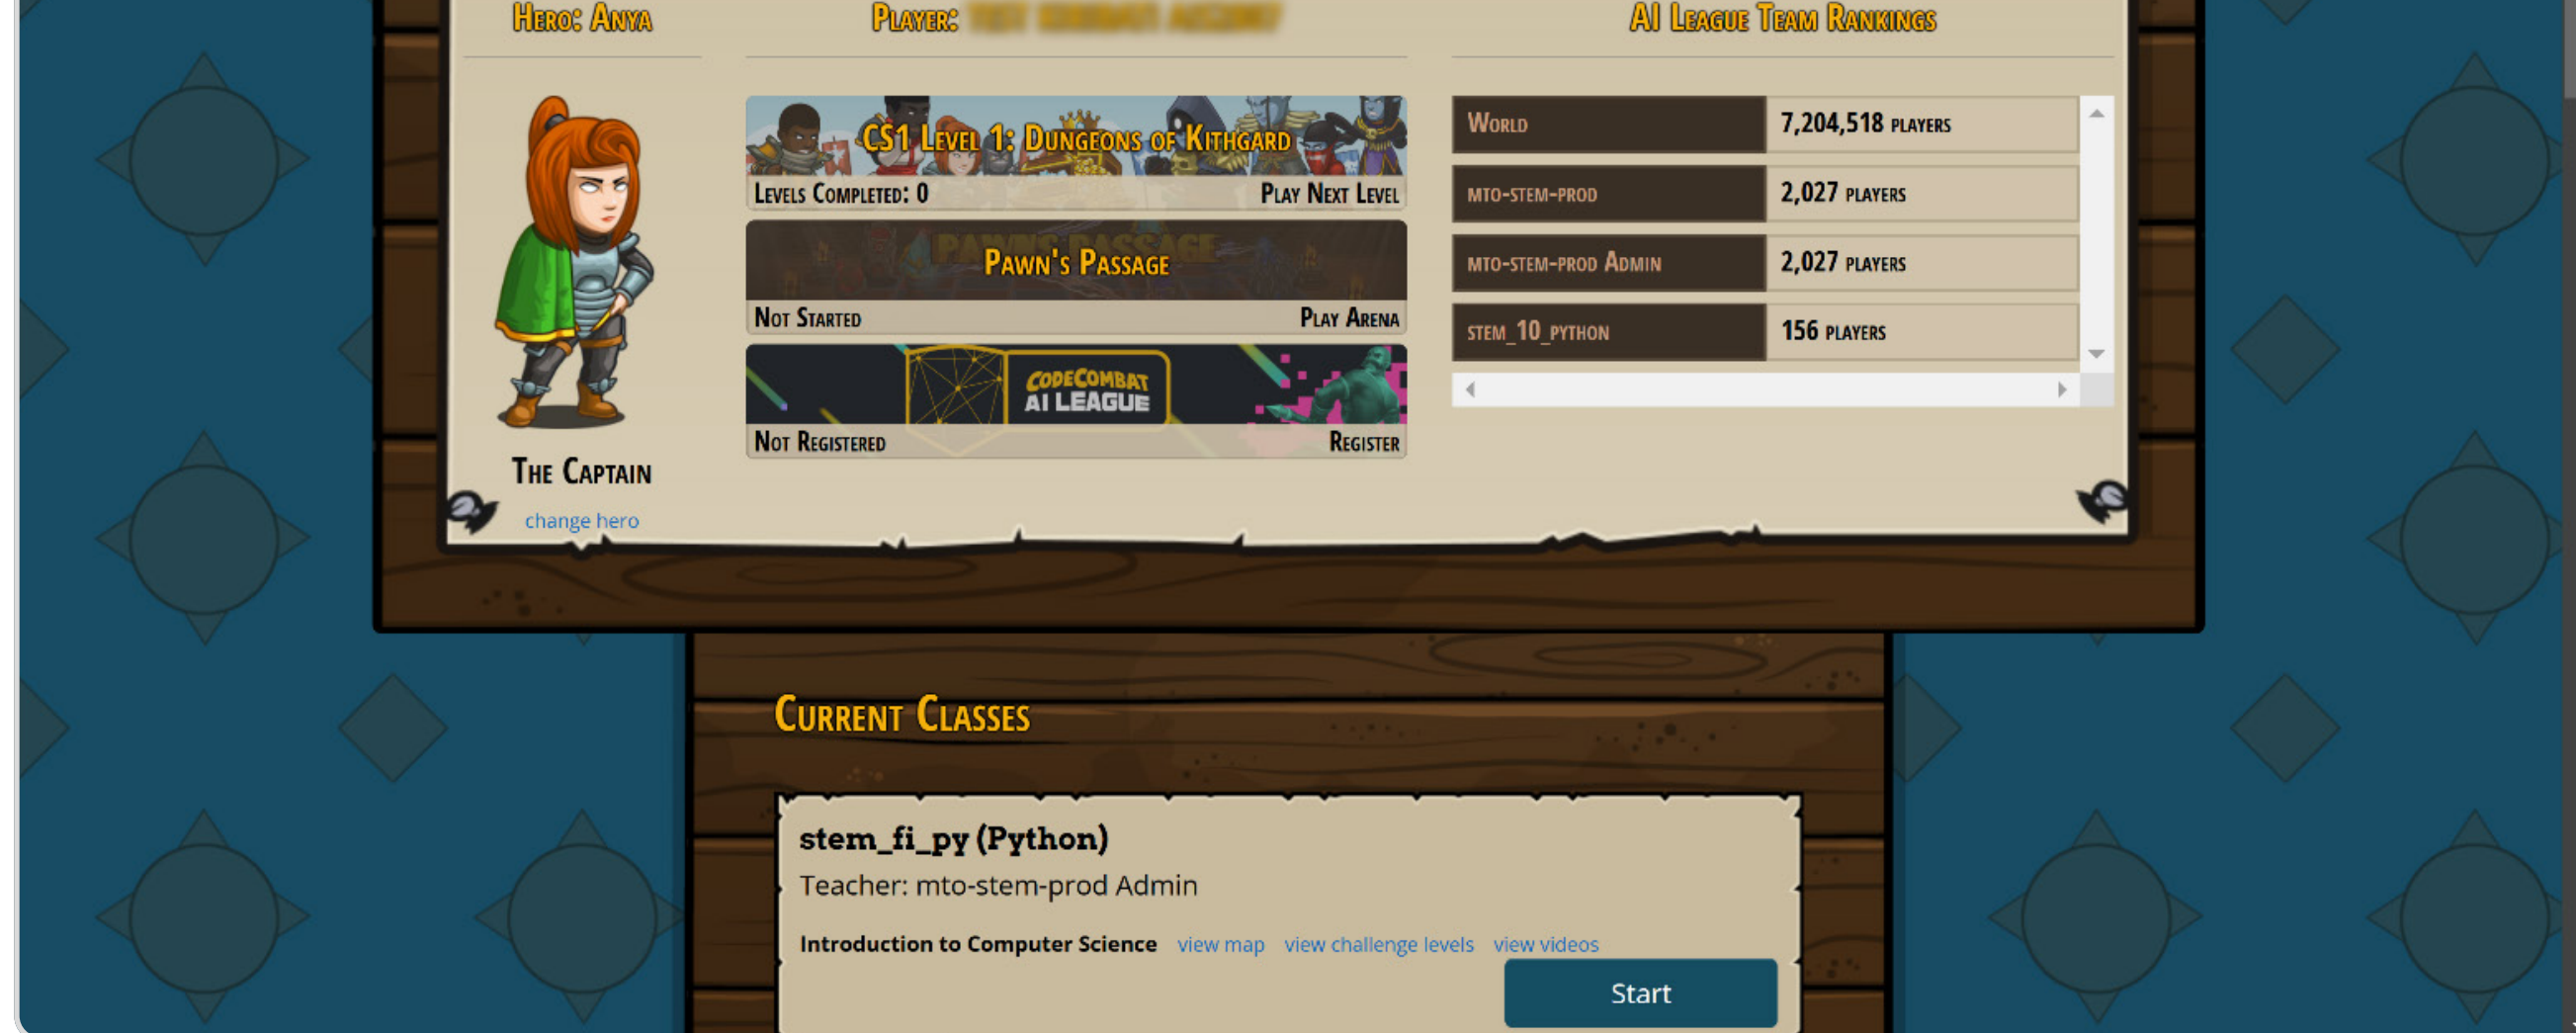 Hero: Anya
Player:
AI League Team Rankings
CS1 Level 1: Dungeons of Kithgard
Levels Completed: 0
Play Next Level
Pawn's Passage
Not Started
Play Arena
CODECOMBAT
AI LEAGUE
Not Registered
Register
The Captain
change hero
World
7,204,518 players
mto-stem-prod
2,027 players
mto-stem-prod Admin
2,027 players
stem_10_python
156 players
Current Classes
stem_fi_py (Python)
Teacher: mto-stem-prod Admin
Introduction to Computer Science view map view challenge levels view videos
Start